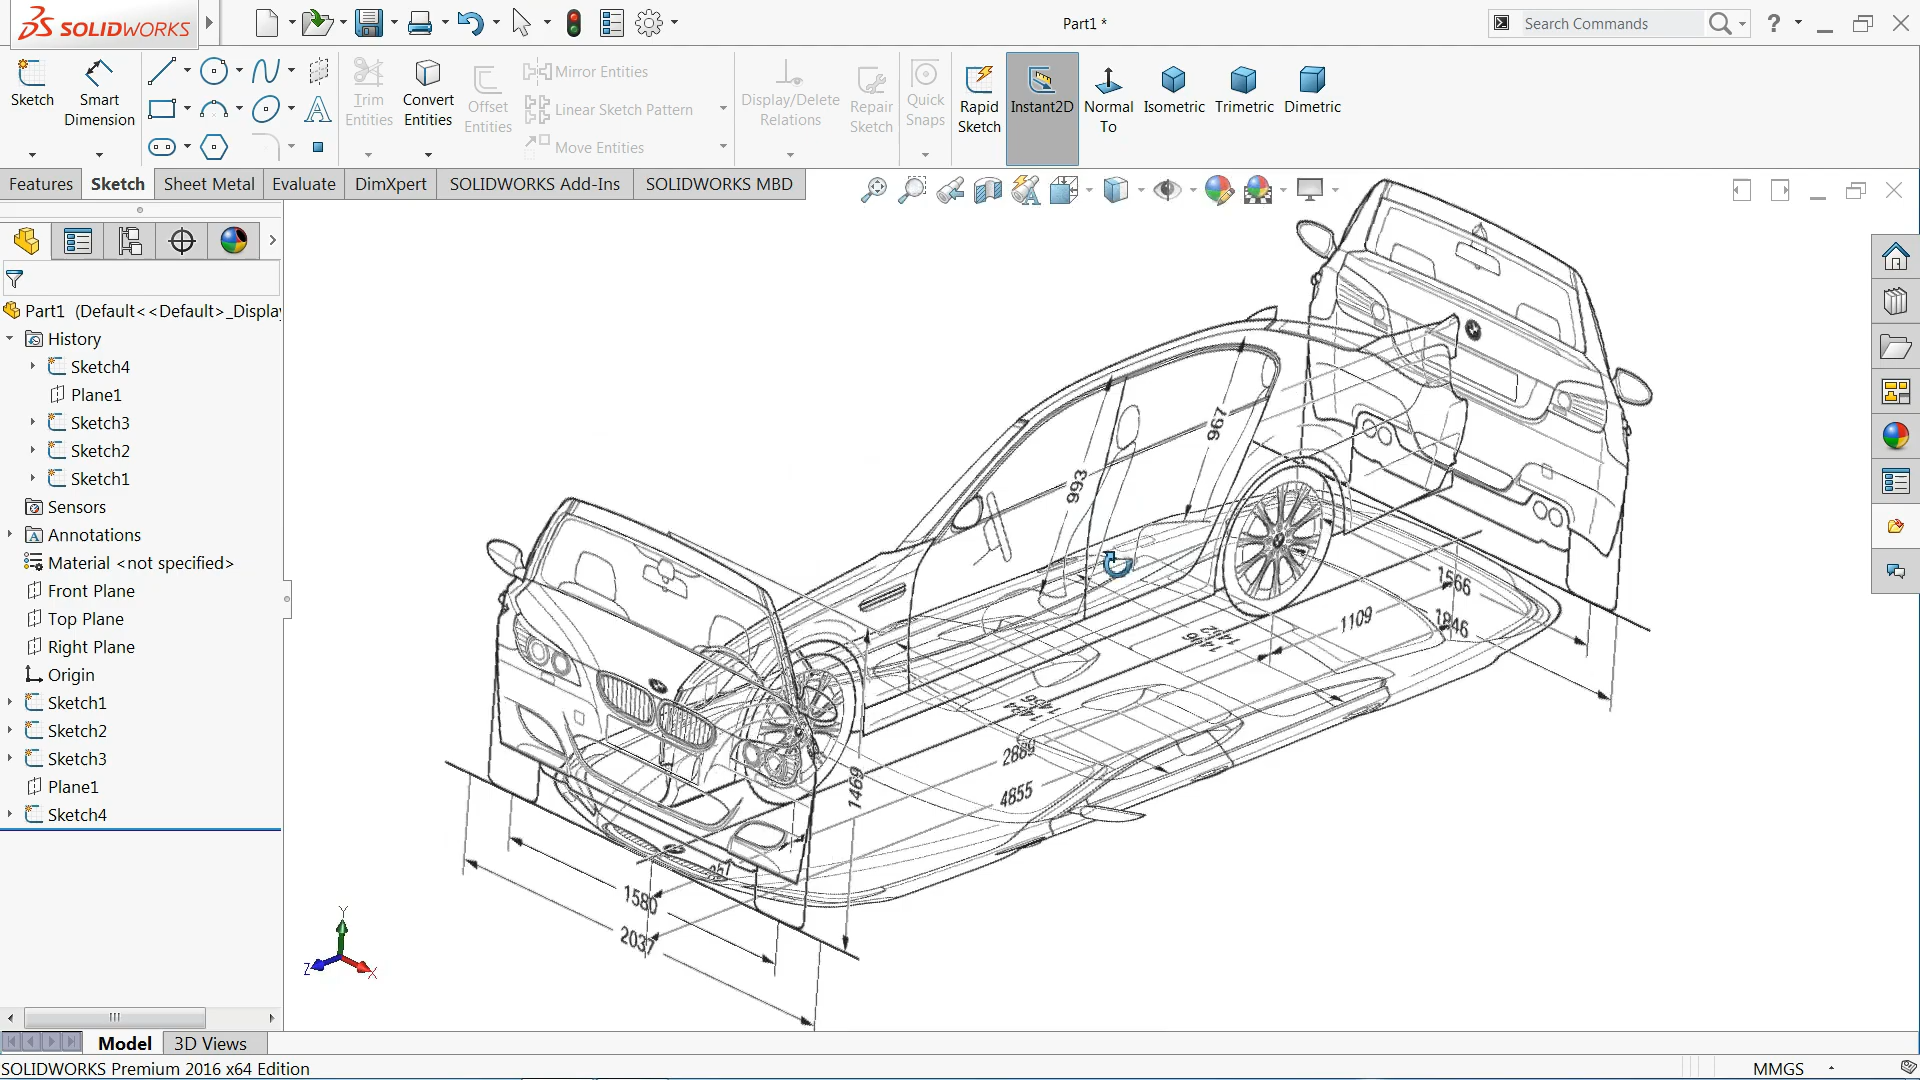 SOLIDWORKS
Part1 *
Search Commands
?
Sketch
Smart Dimension
Trim Entities
Convert Entities
Offset Entities
Mirror Entities
Linear Sketch Pattern
Move Entities
Display/Delete Relations
Repair Sketch
Quick Snaps
Rapid Sketch
Instant2D
Normal To
Isometric
Trimetric
Dimetric
Features
Sketch
Sheet Metal
Evaluate
DimXpert
SOLIDWORKS Add-Ins
SOLIDWORKS MBD
Part1 (Default<<Default>_Displa
History
Sketch4
Plane1
Sketch3
Sketch2
Sketch1
Sensors
Annotations
Material <not specified>
Front Plane
Top Plane
Right Plane
Origin
Sketch1
Sketch2
Sketch3
Plane1
Sketch4
967
993
1566
1109
1846
2889
4855
1469
1580
2037
Y
Z
X
Model
3D Views
SOLIDWORKS Premium 2016 x64 Edition
MMGS